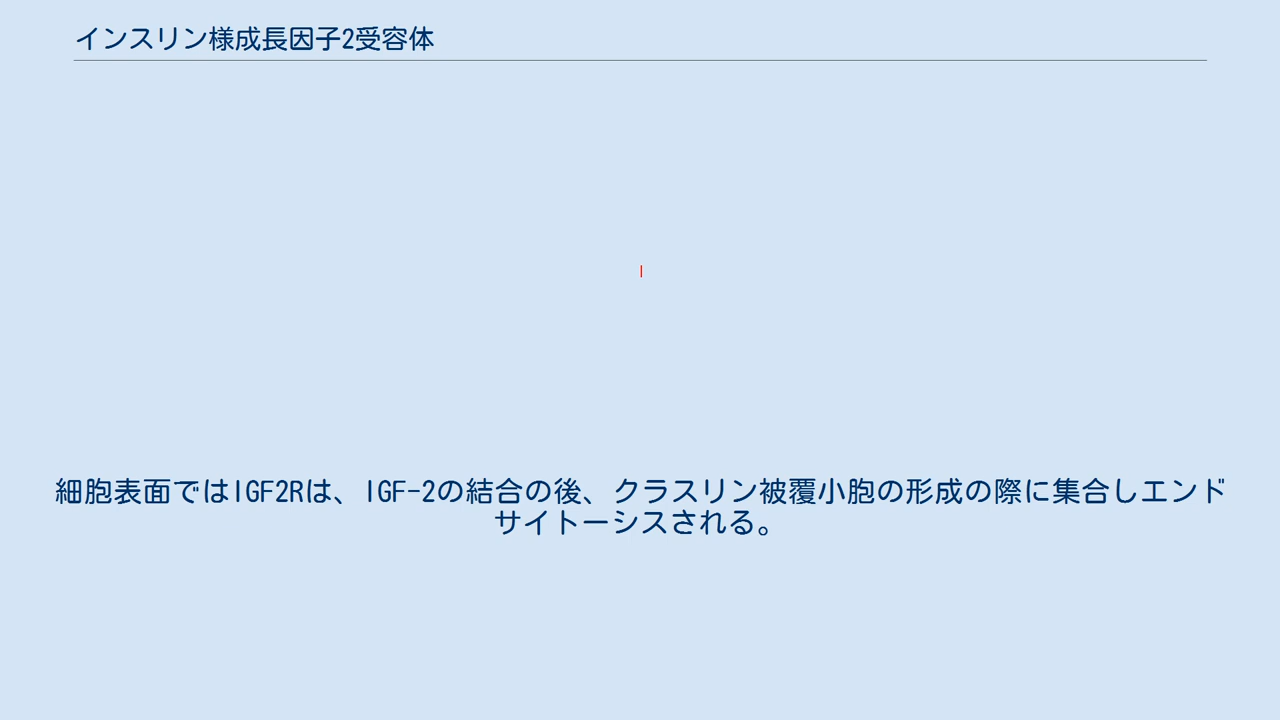 インスリン様成長因子2受容体
細胞表面ではIGF2Rは、IGF-2の結合の後、クラスリン被覆小胞の形成の際に集合しエンド
サイトーシスされる。